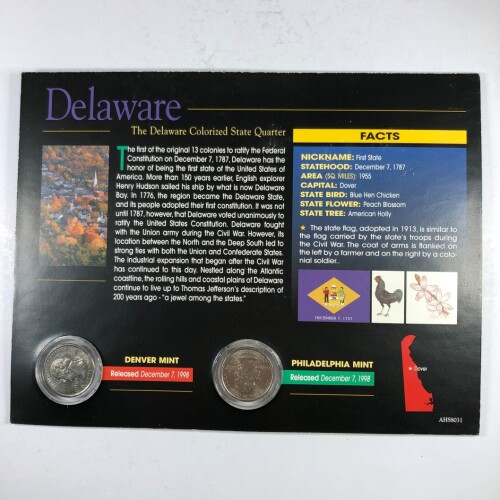 Delaware
The Delaware Colorized State Quarter
The first of the original 13 colonies to ratify the Federal
Constitution on December 7, 1787, Delaware has the
honor of being the first state of the United States of
America. More than 150 years earlier, English explorer
Henry Hudson sailed his ship by what is now Delaware
Bay. In 1776, the region became the Delaware State,
and its people adopted their first constitution. It was not
until 1787, however, that Delaware voted unanimously to
ratify the United States Constitution. Delaware fought
with the Union army during the Civil War. However, its
location between the North and the Deep South led to
strong ties with both the Union and Confederate States.
The industrial expansion that began after the Civil War
has continued to this day. Nestled along the Atlantic
coastline, the rolling hills and coastal plains of Delaware
continue to live up to Thomas Jefferson's description of
200 years ago - "a jewel among the states."
FACTS
NICKNAME: First State
STATEHOOD: December 7, 1787
AREA (SQ. MILES): 1955
CAPITAL: Dover
STATE BIRD: Blue Hen Chicken
STATE FLOWER: Peach Blossom
STATE TREE: American Holly
★ The state flag, adopted in 1913, is similar to
the flag carried by the state's troops during
the Civil War. The coat of arms is flanked on
the left by a farmer and on the right by a colo-
nial soldier..
DECEMBER 7, 1787
DENVER MINT
Released December 7, 1998
PHILADELPHIA MINT
Released December 7, 1998
★ Dover
AHS8031